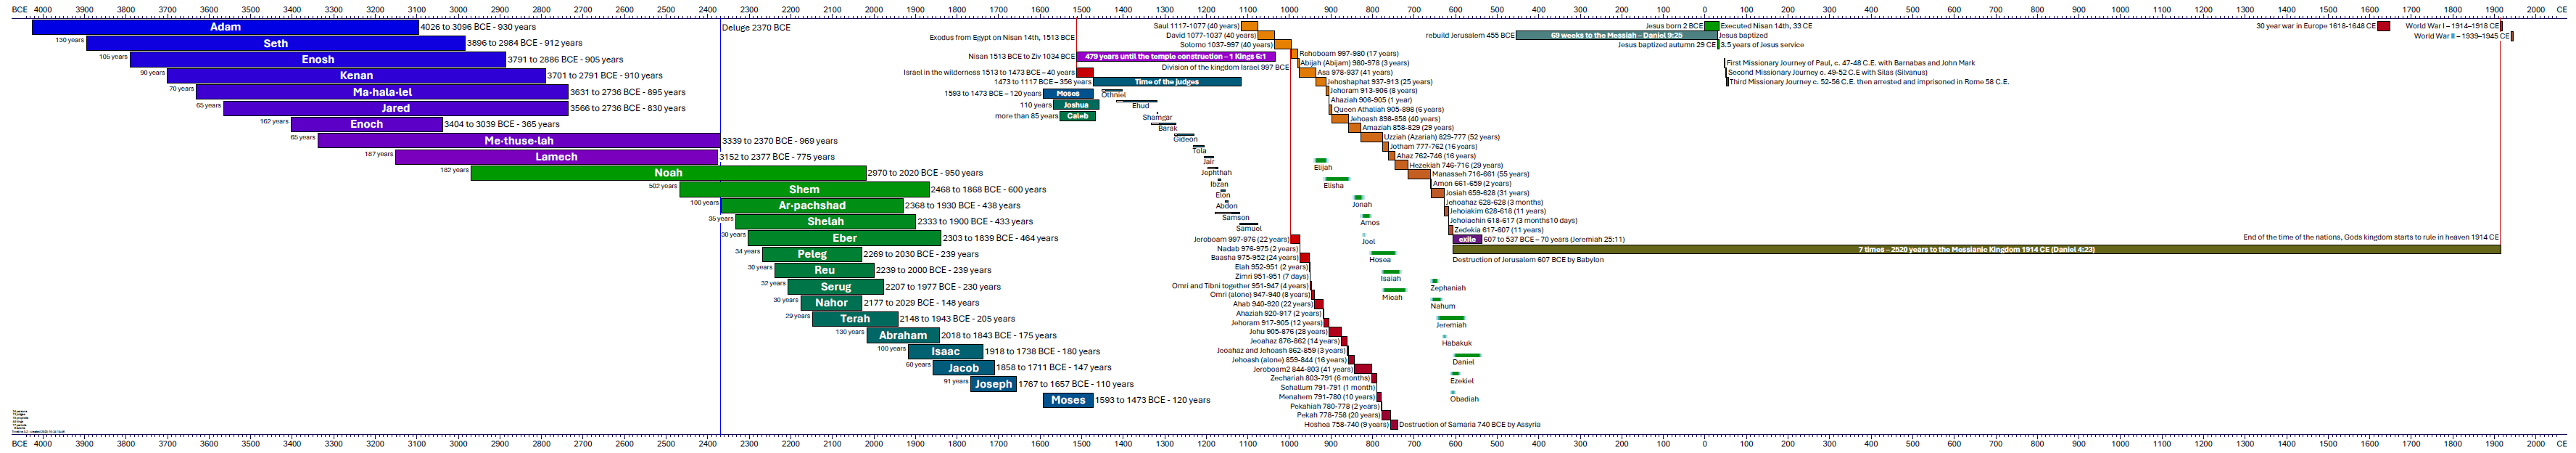 BCE 4000 3900 3800 3700 3600 3500 3400 3300 3200 3100 3000 2900 2800 2700 2600 2500 2400 2300 2200 2100 2000 1900 1800 1700 1600 1500 1400 1300 1200 1100 1000 900 800 700 600 500 400 300 200 100 0 100 200 300 400 500 600 700 800 900 1000 1100 1200 1300 1400 1500 1600 1700 1800 1900 2000 CE
Adam 4026 to 3096 BCE - 930 years
130 years Seth 3896 to 2984 BCE - 912 years
105 years Enosh 3791 to 2886 BCE - 905 years
90 years Kenan 3701 to 2791 BCE - 910 years
70 years Ma·hala·lel 3631 to 2736 BCE - 895 years
65 years Jared 3566 to 2736 BCE - 830 years
162 years Enoch 3404 to 3039 BCE - 365 years
65 years Me·thuse·lah 3339 to 2370 BCE - 969 years
187 years Lamech 3152 to 2377 BCE - 775 years
182 years Noah 2970 to 2020 BCE - 950 years
502 years Shem 2468 to 1868 BCE - 600 years
100 years Ar·pachshad 2368 to 1930 BCE - 438 years
35 years Shelah 2333 to 1900 BCE - 433 years
30 years Eber 2303 to 1839 BCE - 464 years
34 years Peleg 2269 to 2030 BCE - 239 years
30 years Reu 2239 to 2000 BCE - 239 years
32 years Serug 2207 to 1977 BCE - 230 years
30 years Nahor 2177 to 2029 BCE - 148 years
29 years Terah 2148 to 1943 BCE - 205 years
130 years Abraham 2018 to 1843 BCE - 175 years
100 years Isaac 1918 to 1738 BCE - 180 years
60 years Jacob 1858 to 1711 BCE - 147 years
91 years Joseph 1767 to 1657 BCE - 110 years
Moses 1593 to 1473 BCE - 120 years
Deluge 2370 BCE
Exodus from Egypt on Nisan 14th, 1513 BCE
Nisan 1513 BCE to Ziv 1034 BCE 479 years until the temple construction – 1 Kings 6:1
Division of the kingdom Israel 997 BCE
Israel in the wilderness 1513 to 1473 BCE – 40 years
1473 to 1117 BCE – 356 years Time of the judges
1593 to 1473 BCE – 120 years Moses
110 years Joshua
more than 85 years Caleb
Othniel
Ehud
Shamgar
Barak
Gideon
Tola
Jair
Jephthah
Ibzan
Elon
Abdon
Samson
Samuel
Saul 1117-1077 (40 years)
David 1077-1037 (40 years)
Solomo 1037-997 (40 years)
Rehoboam 997-980 (17 years)
Abijah (Abijam) 980-978 (3 years)
Asa 978-937 (41 years)
Jehoshaphat 937-913 (25 years)
Jehoram 913-906 (8 years)
Ahaziah 906-905 (1 year)
Queen Athaliah 905-898 (6 years)
Jehoash 898-858 (40 years)
Amaziah 858-829 (29 years)
Uzziah (Azariah) 829-777 (52 years)
Jotham 777-762 (16 years)
Ahaz 762-746 (16 years)
Hezekiah 746-716 (29 years)
Manasseh 716-661 (55 years)
Amon 661-659 (2 years)
Josiah 659-628 (31 years)
Jehoahaz 628-628 (3 months)
Jehoiakim 628-618 (11 years)
Jehoiachin 618-617 (3 months10 days)
Zedekia 617-607 (11 years)
exile 607 to 537 BCE – 70 years (Jeremiah 25:11)
7 times – 2520 years to the Messianic Kingdom 1914 CE (Daniel 4:23)
Destruction of Jerusalem 607 BCE by Babylon
Jeroboam 997-976 (22 years)
Nadab 976-975 (2 years)
Baasha 975-952 (24 years)
Elah 952-951 (2 years)
Zimri 951-951 (7 days)
Omri and Tibni together 951-947 (4 years)
Omri (alone) 947-940 (8 years)
Ahab 940-920 (22 years)
Ahaziah 920-917 (2 years)
Jehoram 917-905 (12 years)
Jehu 905-876 (28 years)
Jeoahaz 876-862 (14 years)
Jeoahaz and Jehoash 862-859 (3 years)
Jehoash (alone) 859-844 (16 years)
Jeroboam2 844-803 (41 years)
Zechariah 803-791 (6 months)
Schallum 791-791 (1 month)
Menahem 791-780 (10 years)
Pekahiah 780-778 (2 years)
Pekah 778-758 (20 years)
Hoshea 758-740 (9 years)
Destruction of Samaria 740 BCE by Assyria
Elijah
Elisha
Jonah
Amos
Joel
Hosea
Isaiah
Micah
Zephaniah
Nahum
Jeremiah
Habakuk
Daniel
Ezekiel
Obadiah
Jesus born 2 BCE
Executed Nisan 14th, 33 CE
rebuild Jerusalem 455 BCE 69 weeks to the Messiah – Daniel 9:25 Jesus baptized
Jesus baptized autumn 29 CE 3.5 years of Jesus service
First Missionary Journey of Paul, c. 47-48 C.E. with Barnabas and John Mark
Second Missionary Journey c. 49-52 C.E with Silas (Silvanus)
Third Missionary Journey c. 52-56 C.E. then arrested and imprisoned in Rome 58 C.E.
30 year war in Europe 1618-1648 CE
World War I – 1914–1918 CE
World War II – 1939–1945 CE
End of the time of the nations, Gods kingdom starts to rule in heaven 1914 CE
BCE 4000 3900 3800 3700 3600 3500 3400 3300 3200 3100 3000 2900 2800 2700 2600 2500 2400 2300 2200 2100 2000 1900 1800 1700 1600 1500 1400 1300 1200 1100 1000 900 800 700 600 500 400 300 200 100 0 100 200 300 400 500 600 700 800 900 1000 1100 1200 1300 1400 1500 1600 1700 1800 1900 2000 CE